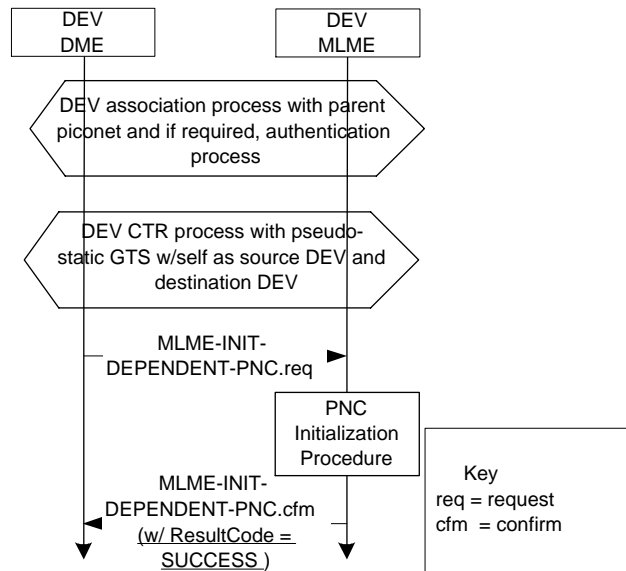 DEV
DME
DEV
MLME
DEV association process with parent
piconet and if required, authentication
process
DEV CTR process with pseudo-
static GTS w/self as source DEV and
destination DEV
MLME-INIT-
DEPENDENT-PNC.req
PNC
Initialization
Procedure
MLME-INIT-
DEPENDENT-PNC.cfm
(w/ ResultCode =
SUCCESS )
Key
req = request
cfm = confirm